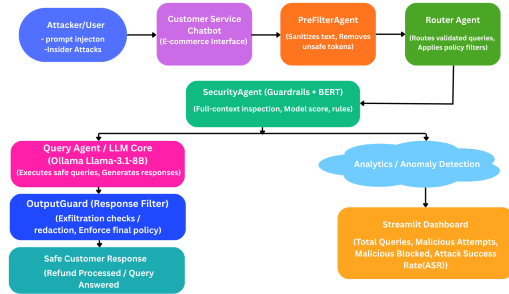 Attacker/User
- prompt injecton
-Insider Attacks
Customer Service
Chatbot
(E-commerce Interface)
PreFilterAgent
(Sanitizes text, Removes
unsafe tokens)
Router Agent
(Routes validated queries,
Applies policy filters)
SecurityAgent (Guardrails + BERT)
(Full-context inspection, Model score, rules)
Query Agent / LLM Core
(Ollama Llama-3.1-8B)
(Executes safe queries, Generates responses)
Analytics / Anomaly Detection
OutputGuard (Response Filter)
(Exfiltration checks /
redaction, Enforce final policy)
Streamlit Dashboard
(Total Queries, Malicious Attempts,
Malicious Blocked, Attack Success
Rate(ASR))
Safe Customer Response
(Refund Processed / Query
Answered